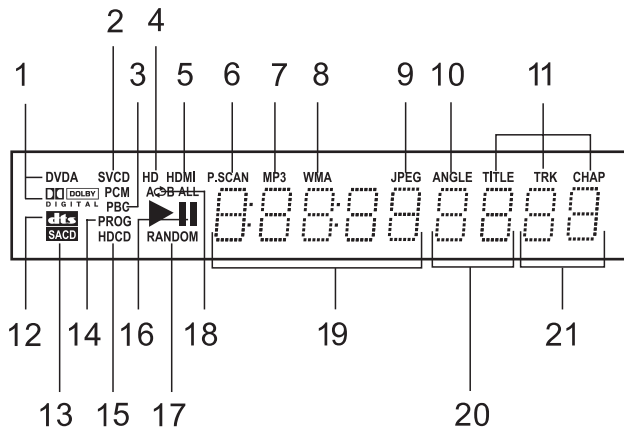 1 2 3 4 5 6 7 8 9 10 11
DVDA SVCD HD HDMI P.SCAN MP3 WMA JPEG ANGLE TITLE TRK CHAP
DOLBY PCM A B ALL
DIGITAL PBC
dts PROG
SACD HDCD RANDOM
12 14 16 18 19 21
13 15 17 20